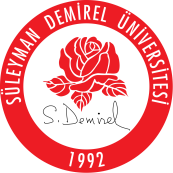 SÜLEYMAN DEMİREL ÜNİVERSİTESİ
S. Demirel
1992